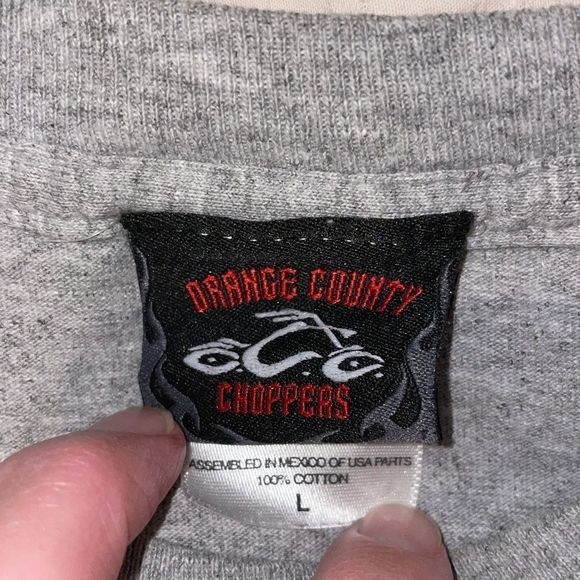 ORANGE COUNTY
O.C.C.
CHOPPERS
ASSEMBLED IN MEXICO OF USA PARTS
100% COTTON
L